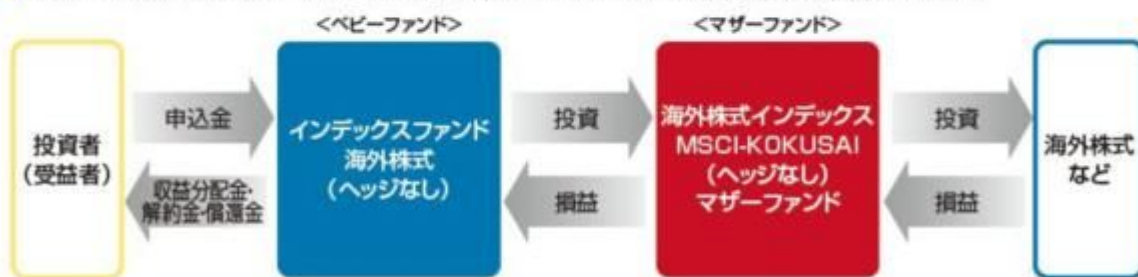 <ベビーファンド>
<マザーファンド>
投資者
(受益者)
申込金
収益分配金・
解約金・償還金
インデックスファンド
海外株式
(ヘッジなし)
投資
損益
海外株式インデックス
MSCI-KOKUSAI
(ヘッジなし)
マザーファンド
投資
損益
海外株式
など